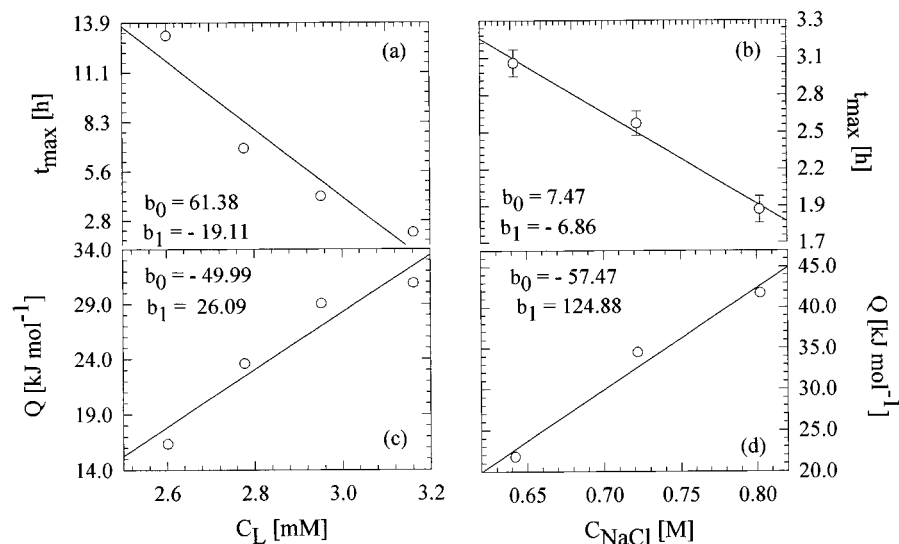 13.9
11.1
8.3
5.6
2.8
t_max [h]
(a)
b_0 = 61.38
b_1 = - 19.11
(b)
b_0 = 7.47
b_1 = - 6.86
3.3
3.1
2.8
2.5
2.2
1.9
1.7
t_max [h]
34.0
29.0
24.0
19.0
14.0
Q [kJ mol^-1]
b_0 = - 49.99
b_1 = 26.09
(c)
b_0 = - 57.47
b_1 = 124.88
(d)
45.0
40.0
35.0
30.0
25.0
20.0
Q [kJ mol^-1]
2.6 2.8 3.0 3.2
C_L [mM]
0.65 0.70 0.75 0.80
C_NaCl [M]